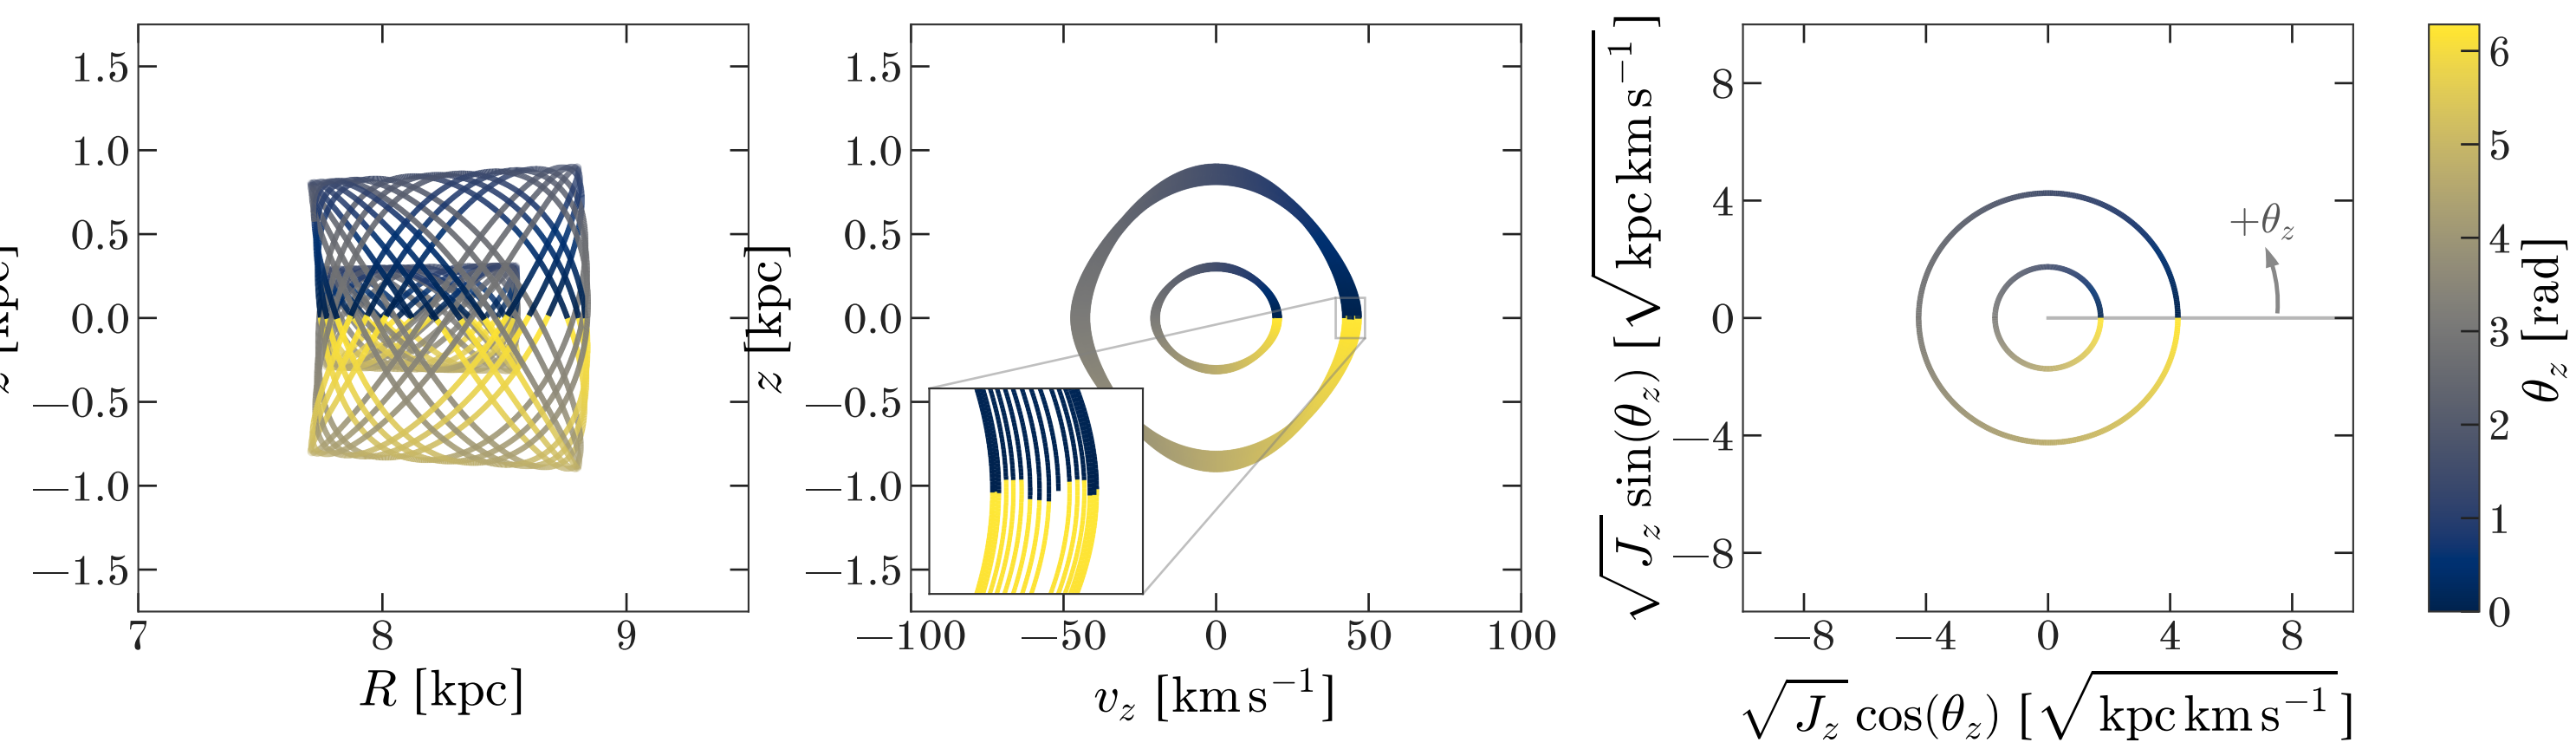 1.5
1.0
0.5
0.0
−0.5
−1.0
−1.5
z [kpc]
7 8 9
R [kpc]
1.5
1.0
0.5
0.0
−0.5
−1.0
−1.5
z [kpc]
−100 −50 0 50 100
v_z [km s⁻¹]
8
4
0
−4
−8
√J_z sin(θ_z) [√kpc km s⁻¹]
+θ_z
−8 −4 0 4 8
√J_z cos(θ_z) [√kpc km s⁻¹]
6
5
4
3
2
1
0
θ_z [rad]